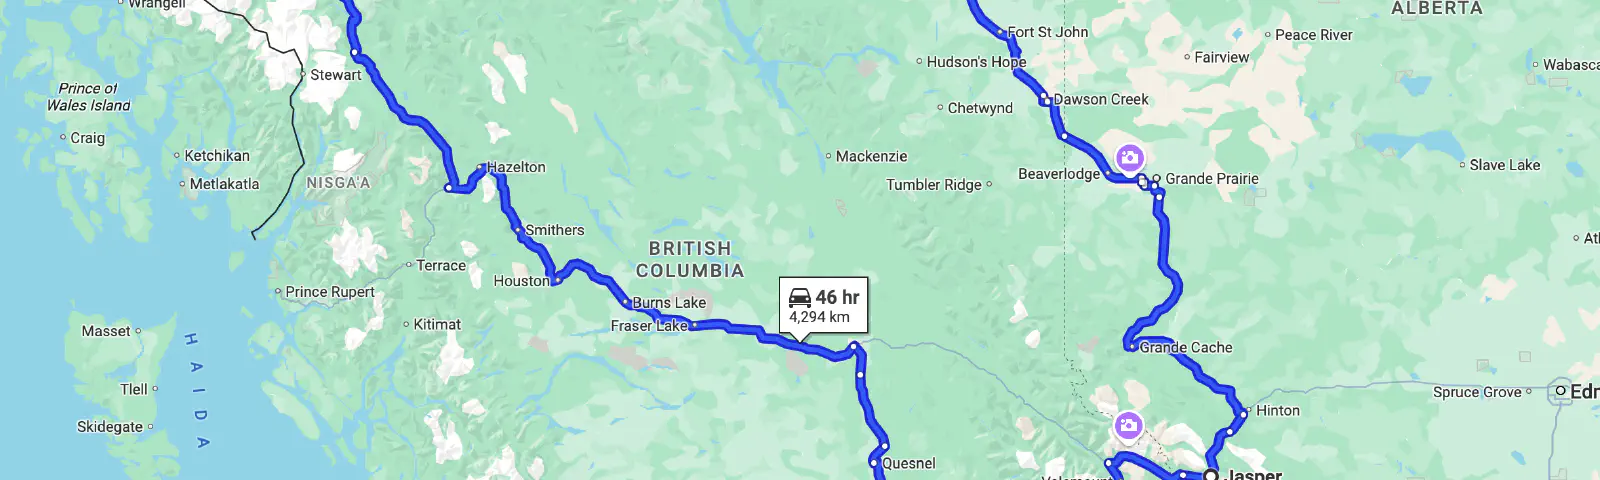 Wrangell
ALBERTA
Fort St John
Peace River
Hudson's Hope
Fairview
Stewart
Prince of
Wales Island
Dawson Creek
Chetwynd
Craig
Ketchikan
Mackenzie
Hazelton
Slave Lake
Metlakatla
NISGA'A
Beaverlodge
Grande Prairie
Tumbler Ridge
Smithers
BRITISH
COLUMBIA
Terrace
Houston
Prince Rupert
46 hr
4,294 km
Burns Lake
Fraser Lake
Kitimat
Masset
HAIDA
Grande Cache
Tlell
Spruce Grove
Hinton
Skidegate
Quesnel
Jasper